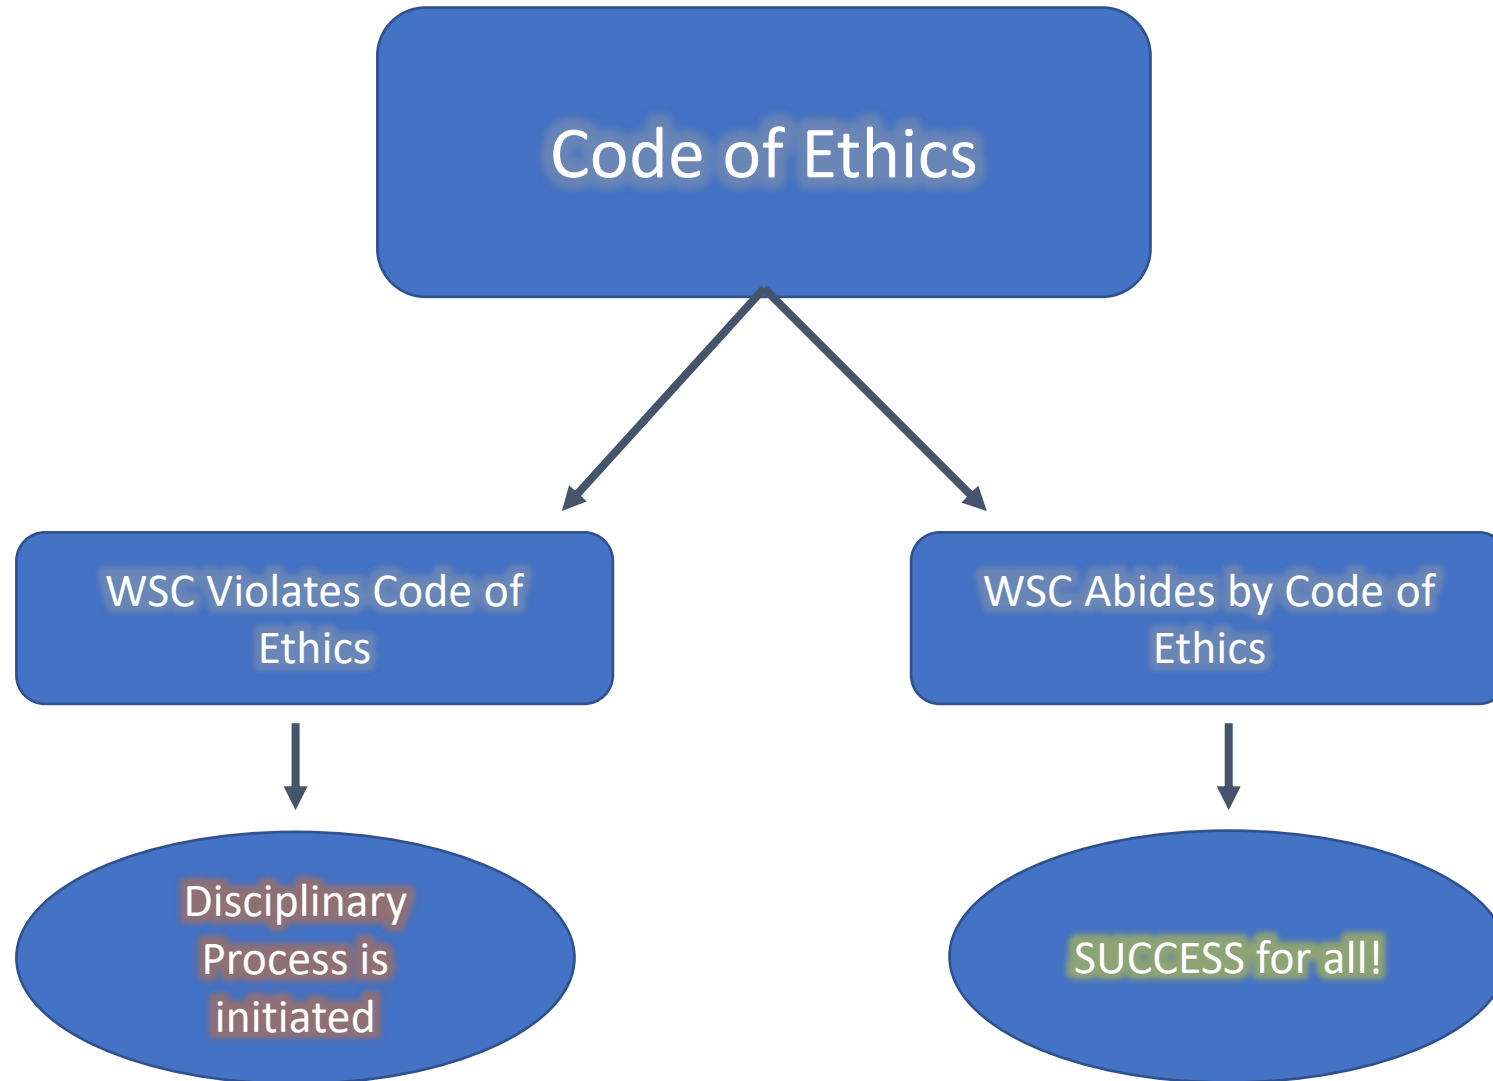 Code of Ethics
WSC Violates Code of
Ethics
WSC Abides by Code of
Ethics
Disciplinary
Process is
initiated
SUCCESS for all!